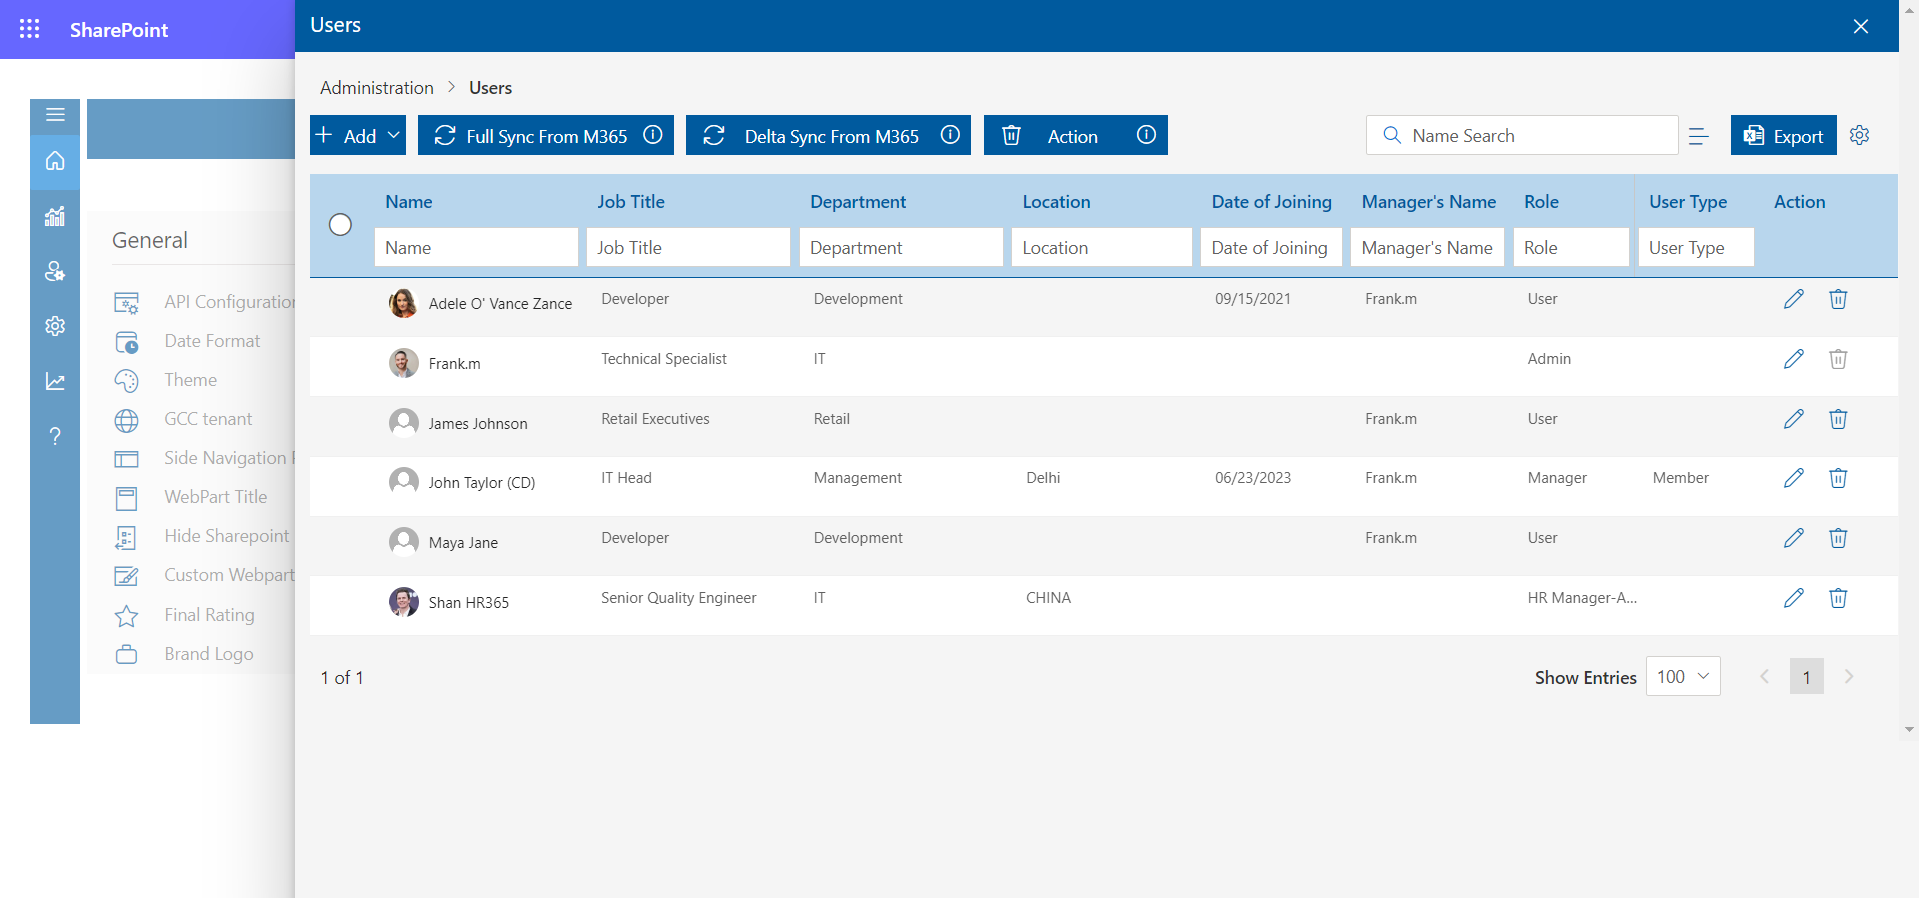 SharePoint
Users
Administration > Users
Add
Full Sync From M365
Delta Sync From M365
Action
Name Search
Export
Name Job Title Department Location Date of Joining Manager's Name Role User Type Action
Name Job Title Department Location Date of Joining Manager's Name Role User Type
Adele O' Vance Zance Developer Development 09/15/2021 Frank.m User
Frank.m Technical Specialist IT Admin
James Johnson Retail Executives Retail Frank.m User
John Taylor (CD) IT Head Management Delhi 06/23/2023 Frank.m Manager Member
Maya Jane Developer Development Frank.m User
Shan HR365 Senior Quality Engineer IT CHINA HR Manager-A...
1 of 1
Show Entries 100
1
General
API Configuration
Date Format
Theme
GCC tenant
Side Navigation
WebPart Title
Hide Sharepoint
Custom Webpart
Final Rating
Brand Logo